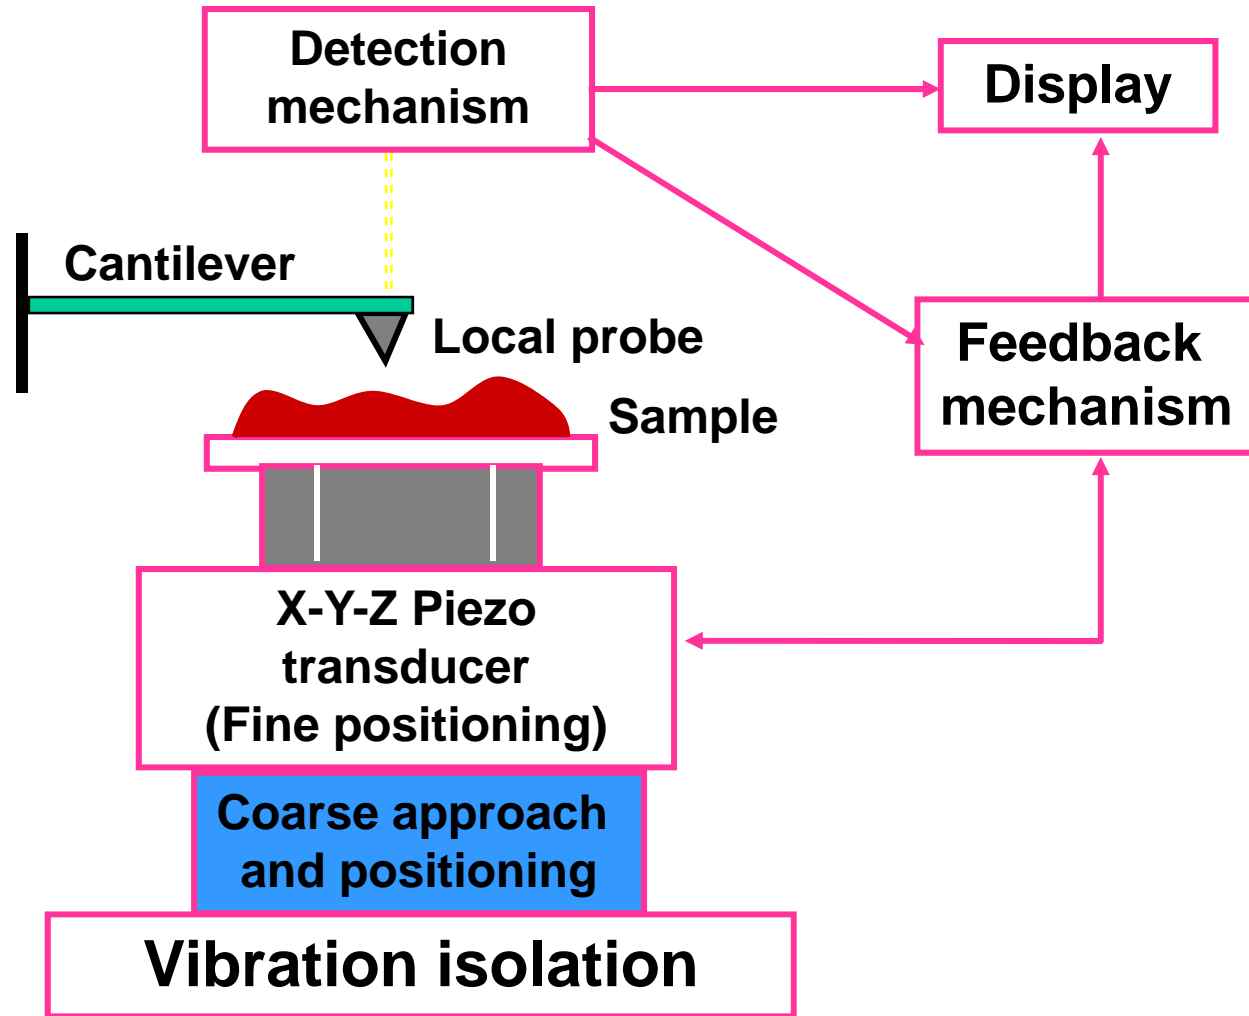 Detection
mechanism
Display
Cantilever
Local probe
Feedback
mechanism
Sample
X-Y-Z Piezo
transducer
(Fine positioning)
Coarse approach
and positioning
Vibration isolation